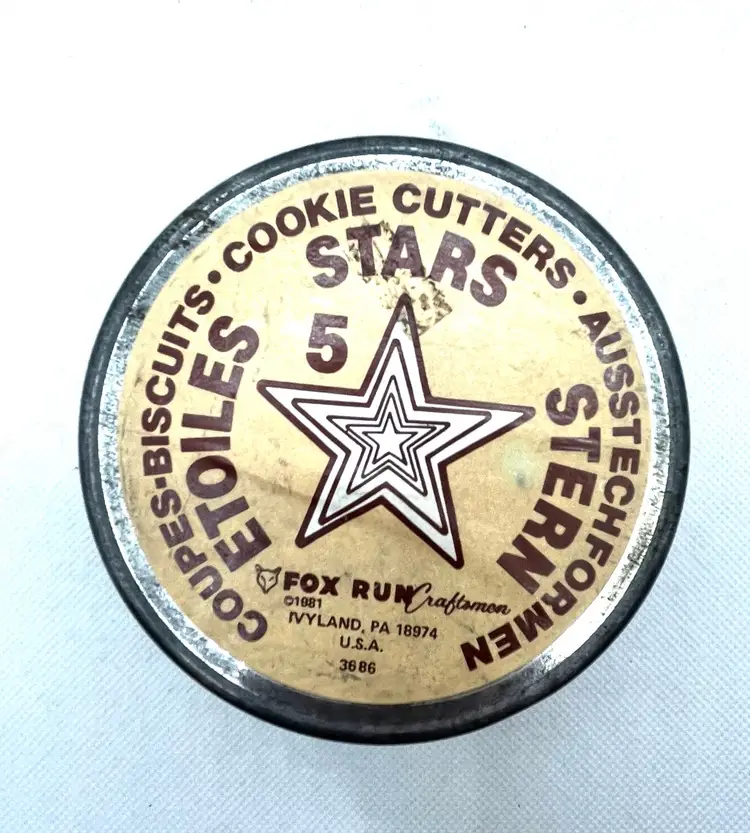 COUPES-BISCUITS • COOKIE CUTTERS • AUSSTECHFORMEN
ETOILES
STARS
STERN
5
FOX RUN Craftsmen
©1981
IVYLAND, PA 18974
U.S.A.
3686